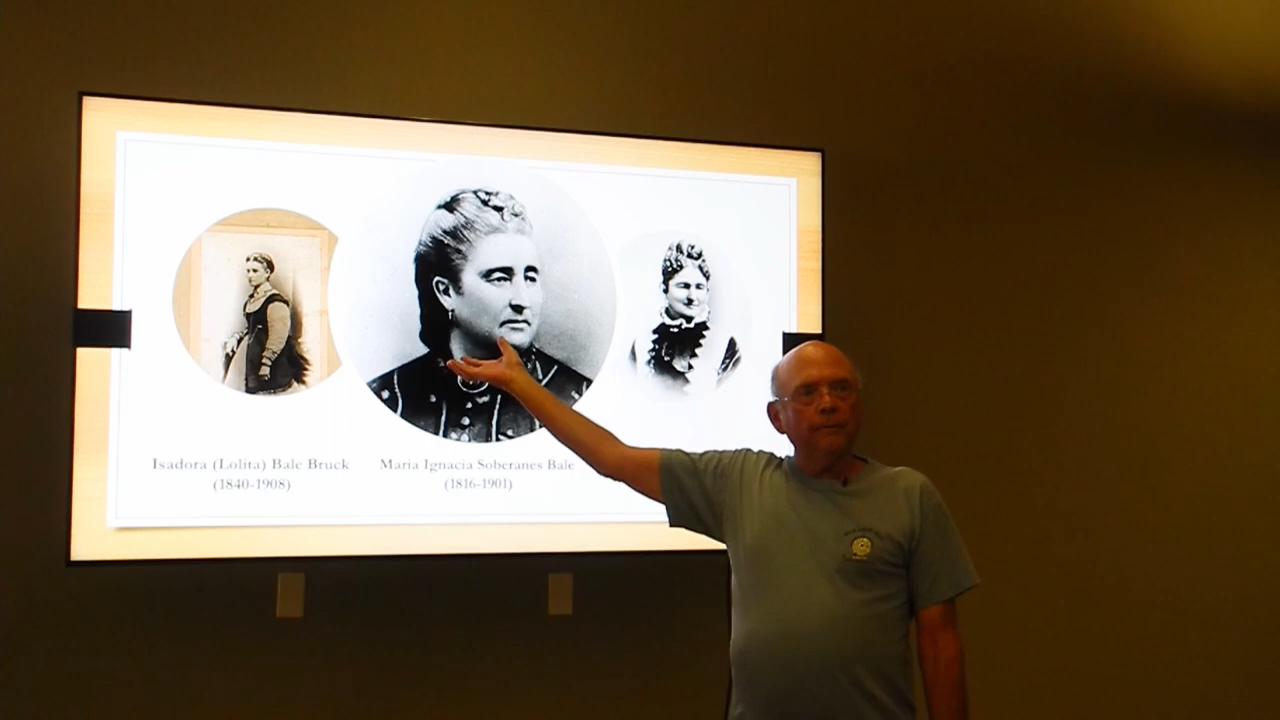 Isadora (Lolita) Bale Bruck
(1840-1908)
Maria Ignacia Soberanes Bale
(1816-1901)